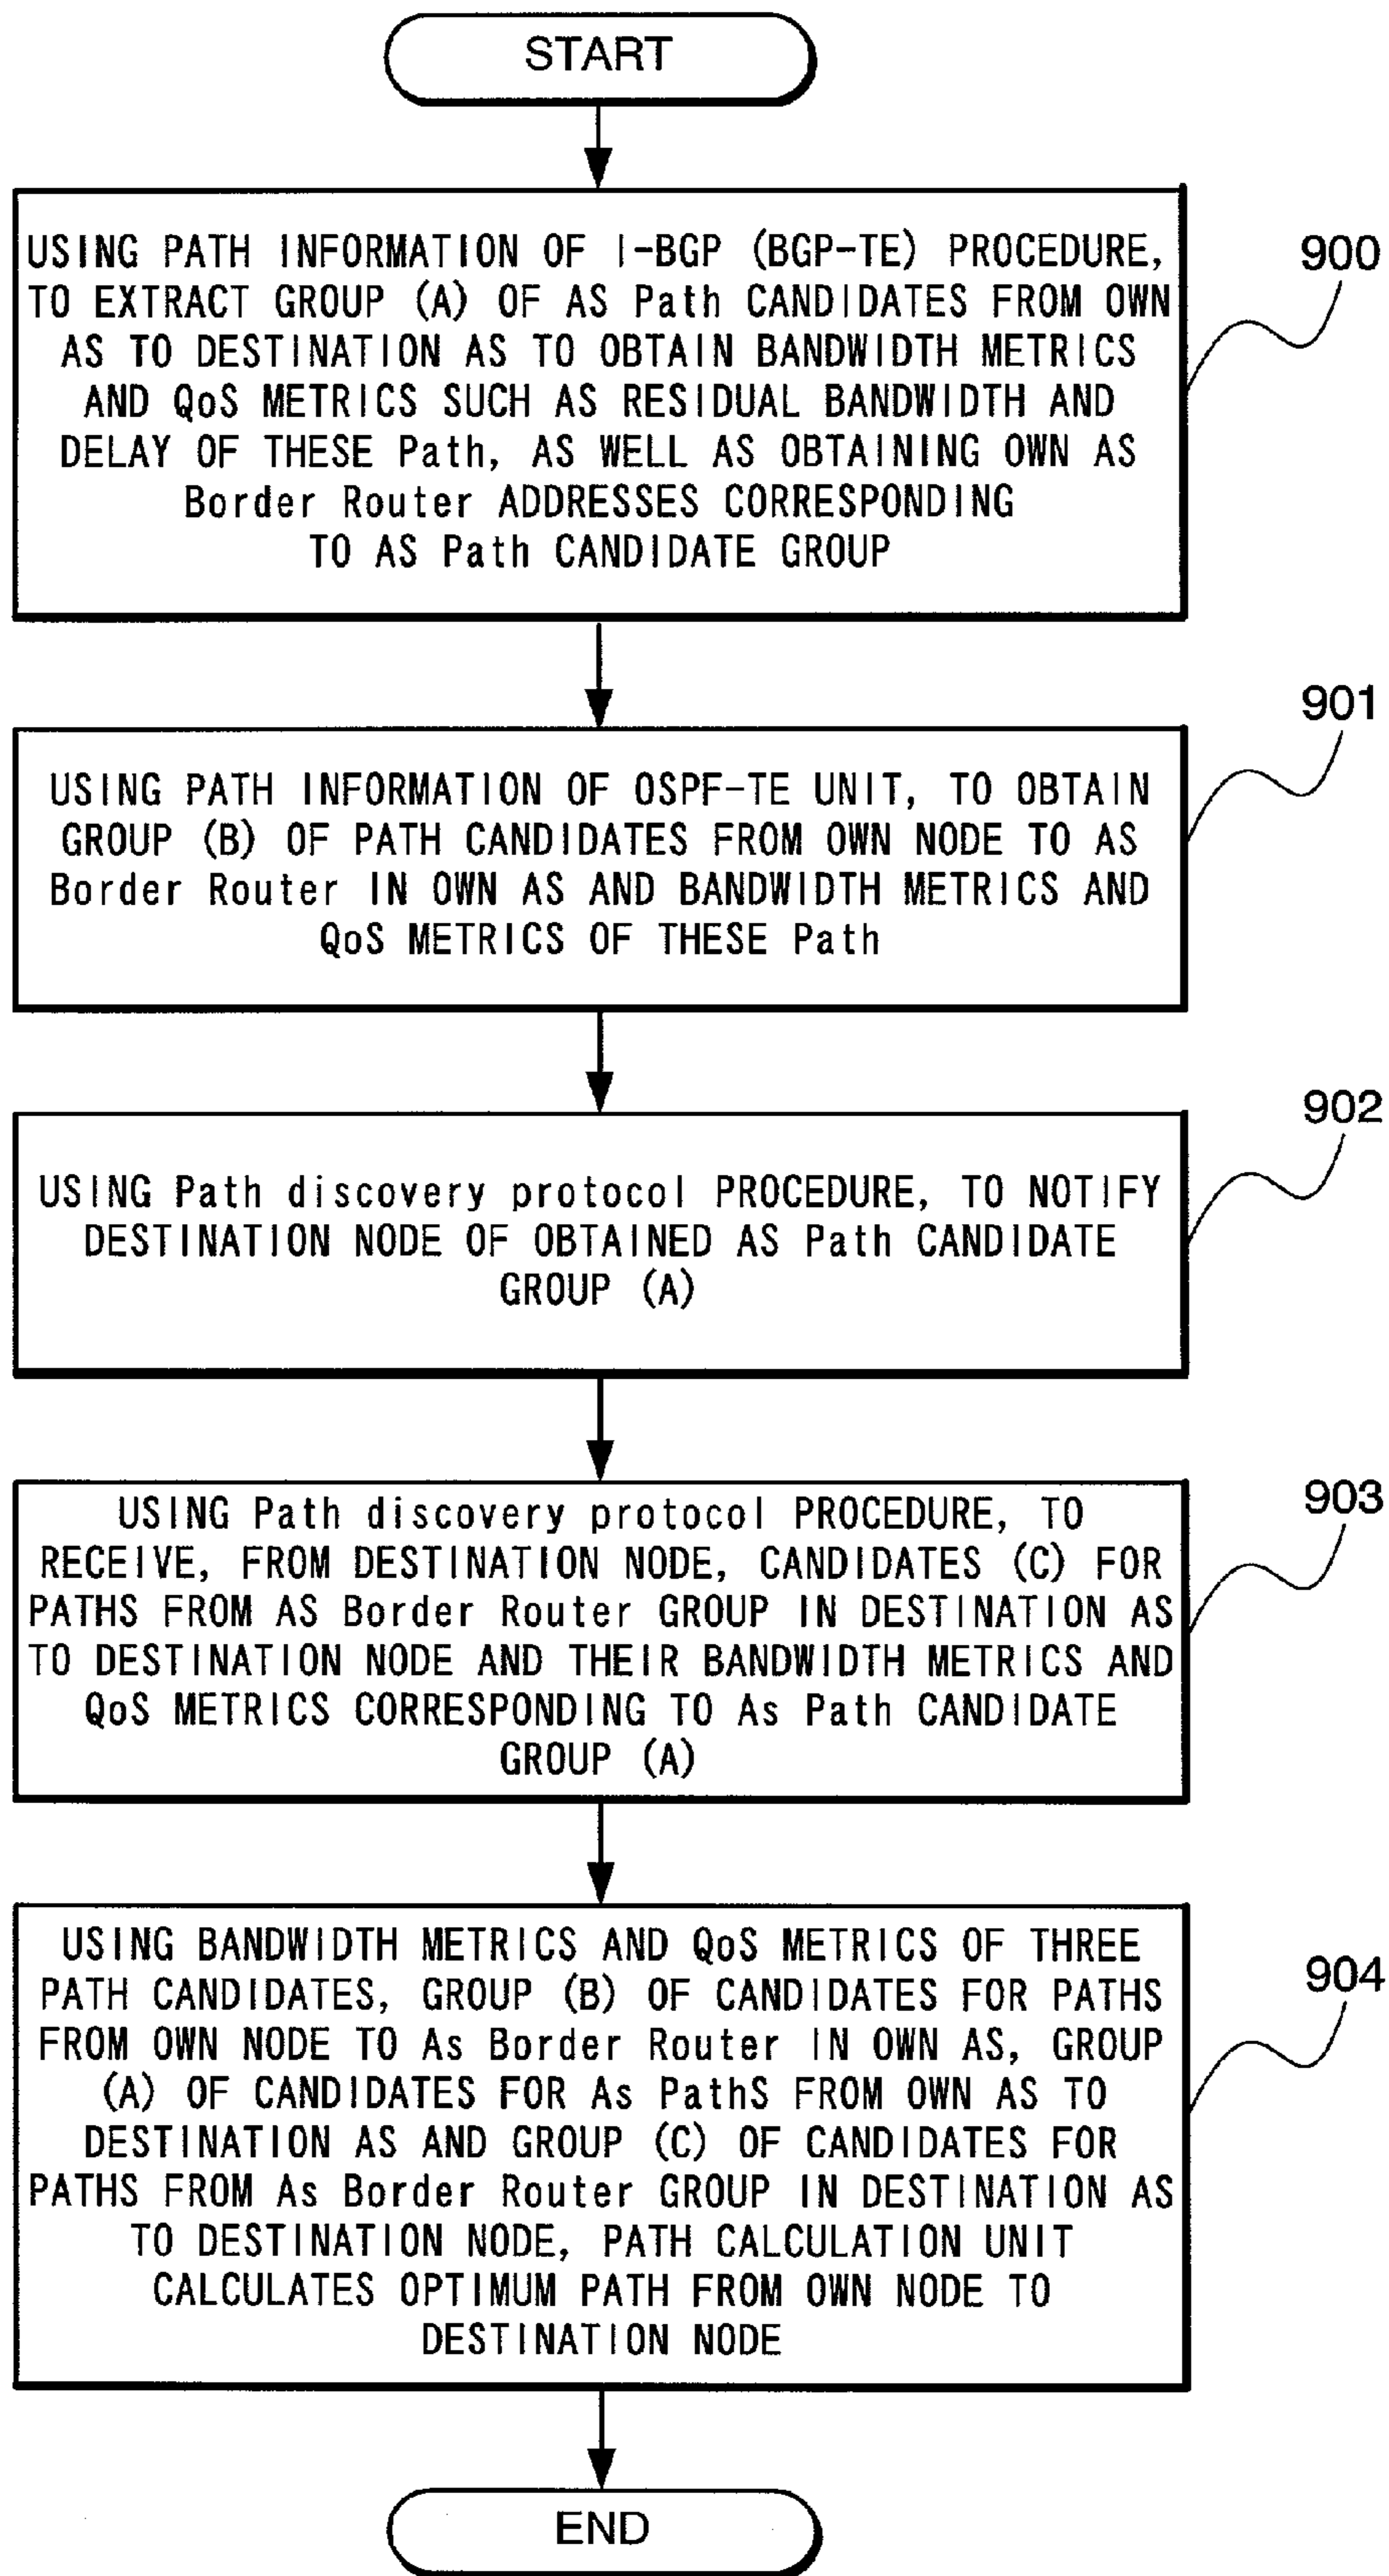 START
USING PATH INFORMATION OF I-BGP (BGP-TE) PROCEDURE,
TO EXTRACT GROUP (A) OF AS Path CANDIDATES FROM OWN
AS TO DESTINATION AS TO OBTAIN BANDWIDTH METRICS
AND QoS METRICS SUCH AS RESIDUAL BANDWIDTH AND
DELAY OF THESE Path, AS WELL AS OBTAINING OWN AS
Border Router ADDRESSES CORRESPONDING
TO AS Path CANDIDATE GROUP
900
USING PATH INFORMATION OF OSPF-TE UNIT, TO OBTAIN
GROUP (B) OF PATH CANDIDATES FROM OWN NODE TO AS
Border Router IN OWN AS AND BANDWIDTH METRICS AND
QoS METRICS OF THESE Path
901
USING Path discovery protocol PROCEDURE, TO NOTIFY
DESTINATION NODE OF OBTAINED AS Path CANDIDATE
GROUP (A)
902
USING Path discovery protocol PROCEDURE, TO
RECEIVE, FROM DESTINATION NODE, CANDIDATES (C) FOR
PATHS FROM AS Border Router GROUP IN DESTINATION AS
TO DESTINATION NODE AND THEIR BANDWIDTH METRICS AND
QoS METRICS CORRESPONDING TO As Path CANDIDATE
GROUP (A)
903
USING BANDWIDTH METRICS AND QoS METRICS OF THREE
PATH CANDIDATES, GROUP (B) OF CANDIDATES FOR PATHS
FROM OWN NODE TO As Border Router IN OWN AS, GROUP
(A) OF CANDIDATES FOR As PathS FROM OWN AS TO
DESTINATION AS AND GROUP (C) OF CANDIDATES FOR
PATHS FROM As Border Router GROUP IN DESTINATION AS
TO DESTINATION NODE, PATH CALCULATION UNIT
CALCULATES OPTIMUM PATH FROM OWN NODE TO
DESTINATION NODE
904
END